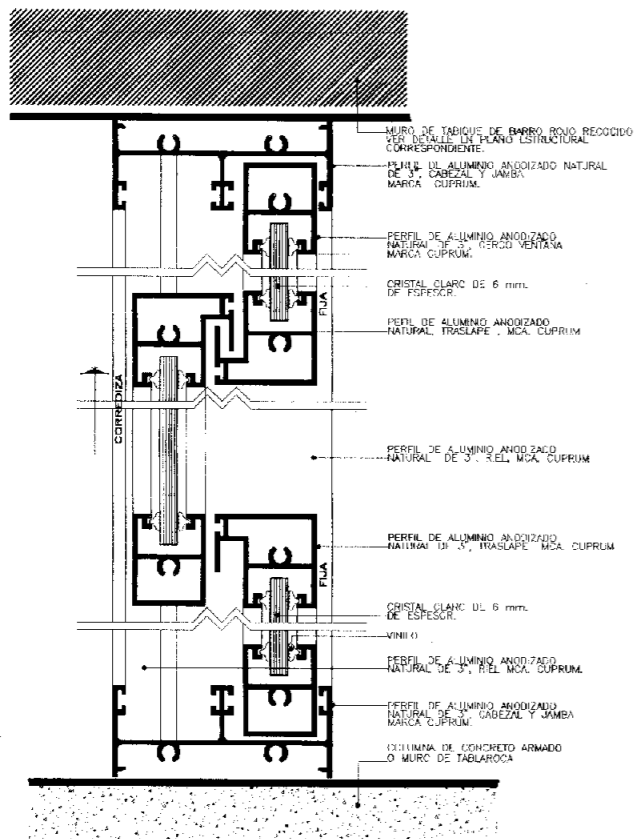 MURO DE TABIQUE DE BARRO ROJO RECOCIDO
VER DETALLE EN PLANO ESTRUCTURAL
CORRESPONDIENTE.
PERFIL DE ALUMINIO ANODIZADO NATURAL
DE 3", CABEZAL Y JAMBA
MARCA CUPRUM.
PERFIL DE ALUMINIO ANODIZADO
NATURAL DE 3", CERCO VENTANA
MARCA CUPRUM.
CRISTAL CLARO DE 6 mm.
DE ESPESOR.
FIJA
PEFIL DE ALUMINIO ANODIZADO
NATURAL, TRASLAPE , MCA. CUPRUM
CORREDIZA
PERFIL DE ALUMINIO ANODIZADO
NATURAL DE 3", RIEL, MCA. CUPRUM
PERFIL DE ALUMINIO ANODIZADO
NATURAL DE 3", TRASLAPE MCA. CUPRUM
FIJA
CRISTAL CLARO DE 6 mm.
DE ESPESOR.
VINILO
PERFIL DE ALUMINIO ANODIZADO
NATURAL DE 3", RIEL MCA. CUPRUM.
PERFIL DE ALUMINIO ANODIZADO
NATURAL DE 3", CABEZAL Y JAMBA
MARCA CUPRUM.
COLUMNA DE CONCRETO ARMADO
O MURO DE TABLAROCA